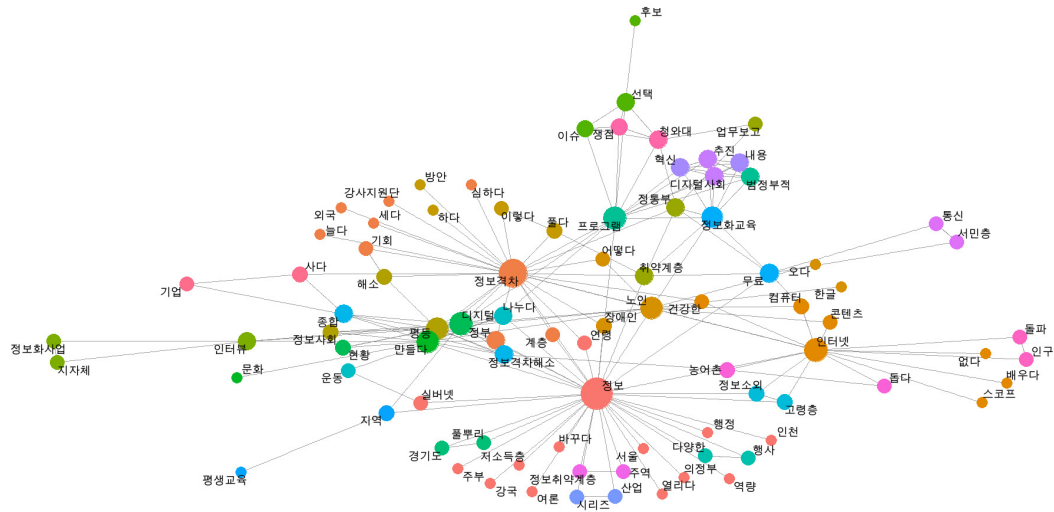 후보
선택
이슈
쟁점
청와대
업무보고
혁신
추진
내용
디지털사회
범정부적
방안
심하다
강사지원단
외국
세다
하다
이렇다
풀다
프로그램
정통부
정보화교육
통신
서민층
늘다
기회
어떻다
해소
정보격차
취약계층
무료
오다
사다
기업
나누다
노인
건강한
컴퓨터
한글
종합
디지털
장애인
콘텐츠
정보사회
평등
정부
인터넷
돌파
정보화사업
인터뷰
현황
만들다
계층
연령
인구
지자체
정보격차해소
없다
문화
운동
농어촌
배우다
정보
정보소외
돕다
스코프
실버넷
고령층
지역
풀뿌리
행정
인천
경기도
바꾸다
서울
다양한
행사
저소득층
평생교육
주부
정보취약계층
주역
의정부
역량
강국
여론
시리즈
산업
열리다